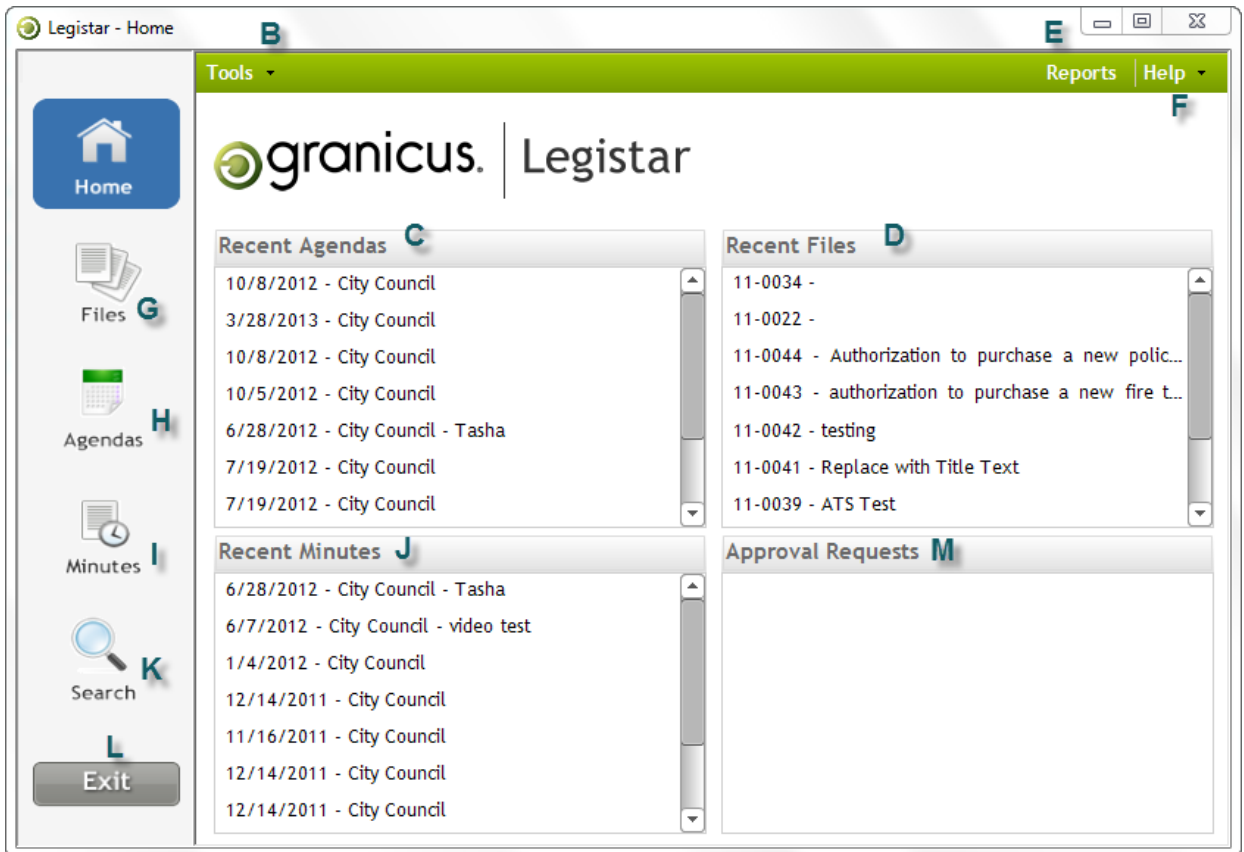 Legistar - Home
B
E
Tools
Reports
Help
F
Home
granicus. Legistar
Recent Agendas C
10/8/2012 - City Council
3/28/2013 - City Council
10/8/2012 - City Council
10/5/2012 - City Council
6/28/2012 - City Council - Tasha
7/19/2012 - City Council
7/19/2012 - City Council
Recent Files D
11-0034 -
11-0022 -
11-0044 - Authorization to purchase a new polic...
11-0043 - authorization to purchase a new fire t...
11-0042 - testing
11-0041 - Replace with Title Text
11-0039 - ATS Test
Files G
Agendas H
Minutes I
Search K
L
Exit
Recent Minutes J
6/28/2012 - City Council - Tasha
6/7/2012 - City Council - video test
1/4/2012 - City Council
12/14/2011 - City Council
11/16/2011 - City Council
12/14/2011 - City Council
12/14/2011 - City Council
Approval Requests M